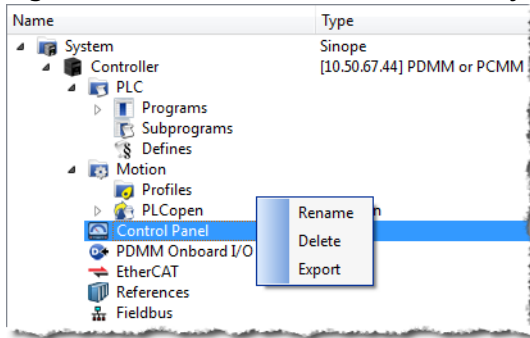 Name Type
System Sinope
Controller [10.50.67.44] PDMM or PCMM
PLC
Programs
Subprograms
Defines
Motion
Profiles
PLCopen n
Rename
Control Panel
Delete
PDMM Onboard I/O
Export
EtherCAT
References
Fieldbus